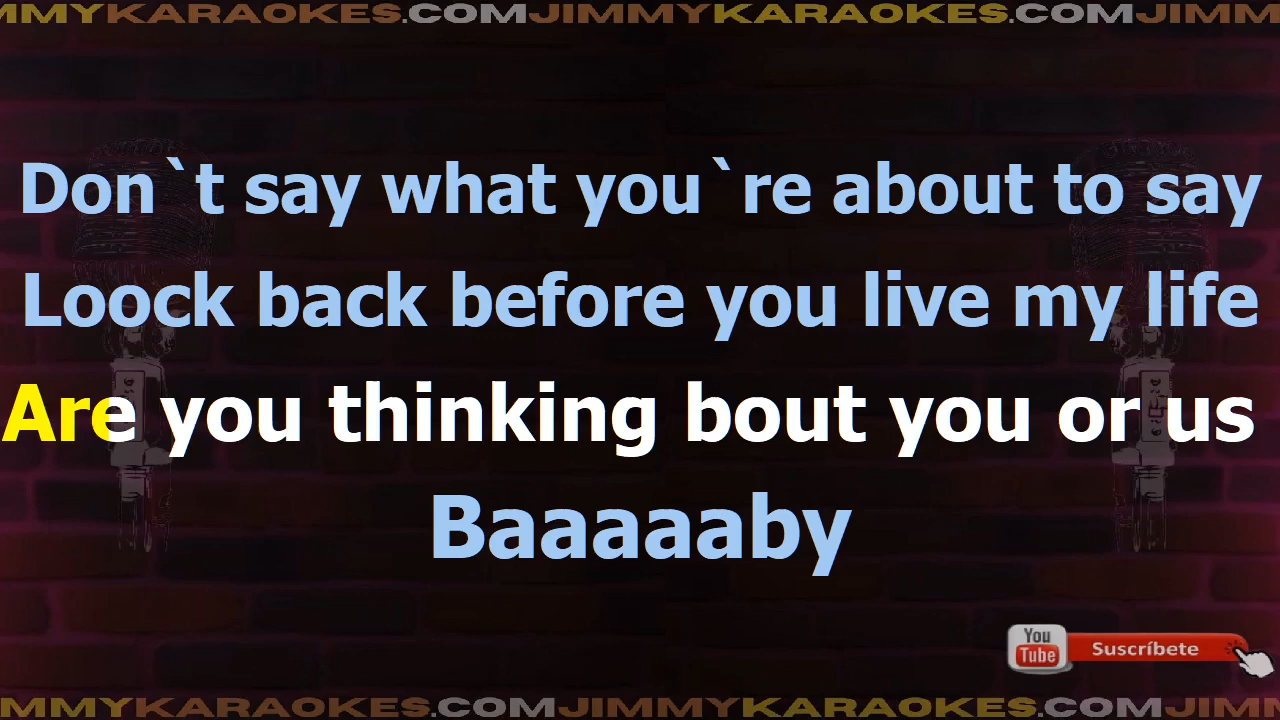 MMYKARAOKES.COMJIMMYKARAOKES.COMJIMM
Don`t say what you`re about to say
Loock back before you live my life
Are you thinking bout you or us
Baaaaaby
You
Tube
Suscríbete
MMYKARAOKES.COMJIMMYKARAOKES.COMJIMM